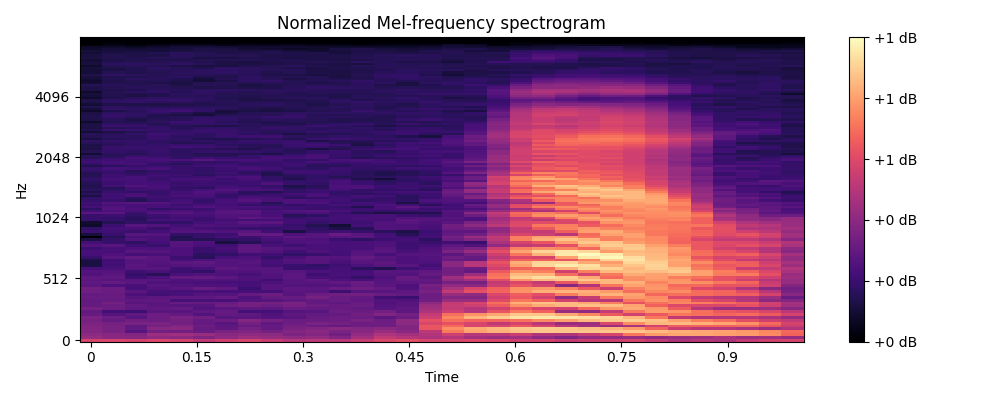 Normalized Mel-frequency spectrogram
Hz
4096
2048
1024
512
0
0 0.15 0.3 0.45 0.6 0.75 0.9
Time
+1 dB
+1 dB
+1 dB
+0 dB
+0 dB
+0 dB